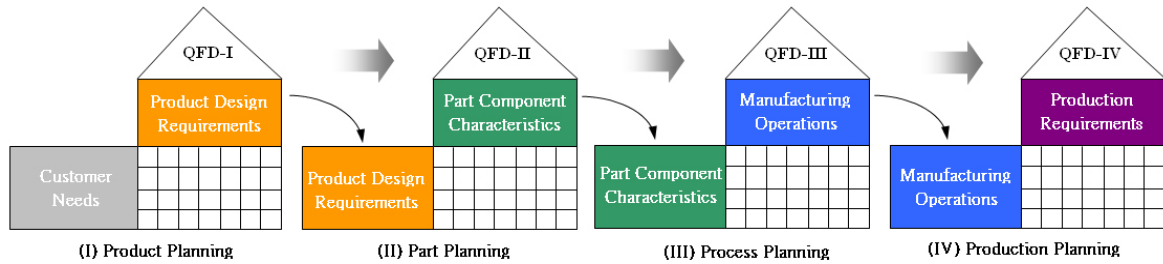 QFD-I
QFD-II
QFD-III
QFD-IV
Product Design
Requirements
Part Component
Characteristics
Manufacturing
Operations
Production
Requirements
Customer
Needs
Product Design
Requirements
Part Component
Characteristics
Manufacturing
Operations
(I) Product Planning
(II) Part Planning
(III) Process Planning
(IV) Production Planning